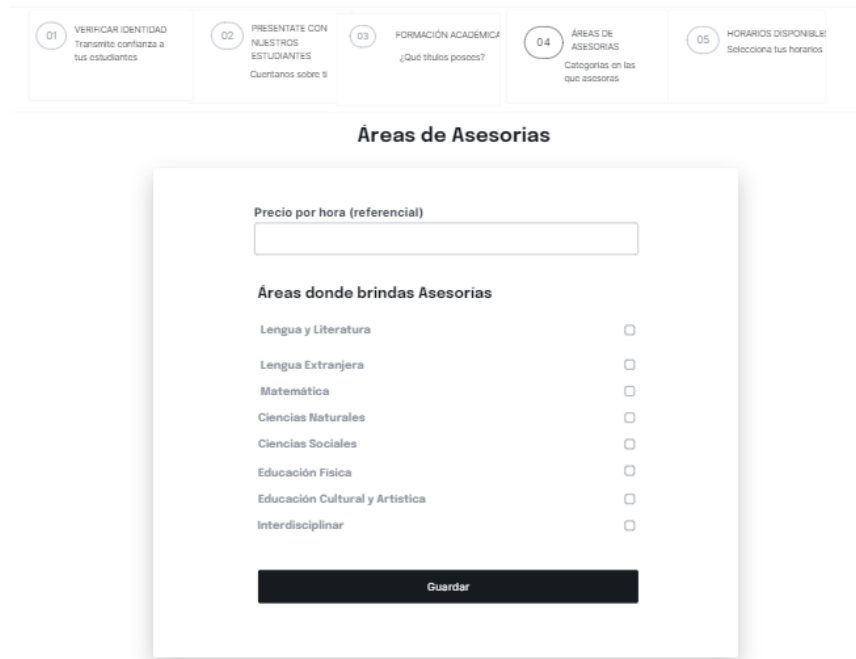 01
VERIFICAR IDENTIDAD
Transmite confianza a
tus estudiantes
02
PRESENTATE CON
NUESTROS
ESTUDIANTES
Cuentanos sobre ti
03
FORMACIÓN ACADÉMICA
¿Qué títulos posees?
04
ÁREAS DE
ASESORIAS
Categorias en las
que asesoras
05
HORARIOS DISPONIBLES
Selecciona tus horarios
Áreas de Asesorias
Precio por hora (referencial)
Áreas donde brindas Asesorías
Lengua y Literatura
Lengua Extranjera
Matemática
Ciencias Naturales
Ciencias Sociales
Educación Física
Educación Cultural y Artística
Interdisciplinar
Guardar